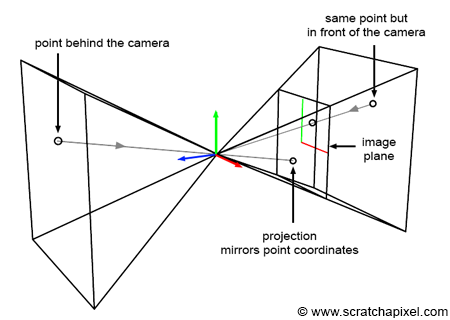 same point but
in front of the camera
point behind the camera
image
plane
projection
mirrors point coordinates
© www.scratchapixel.com